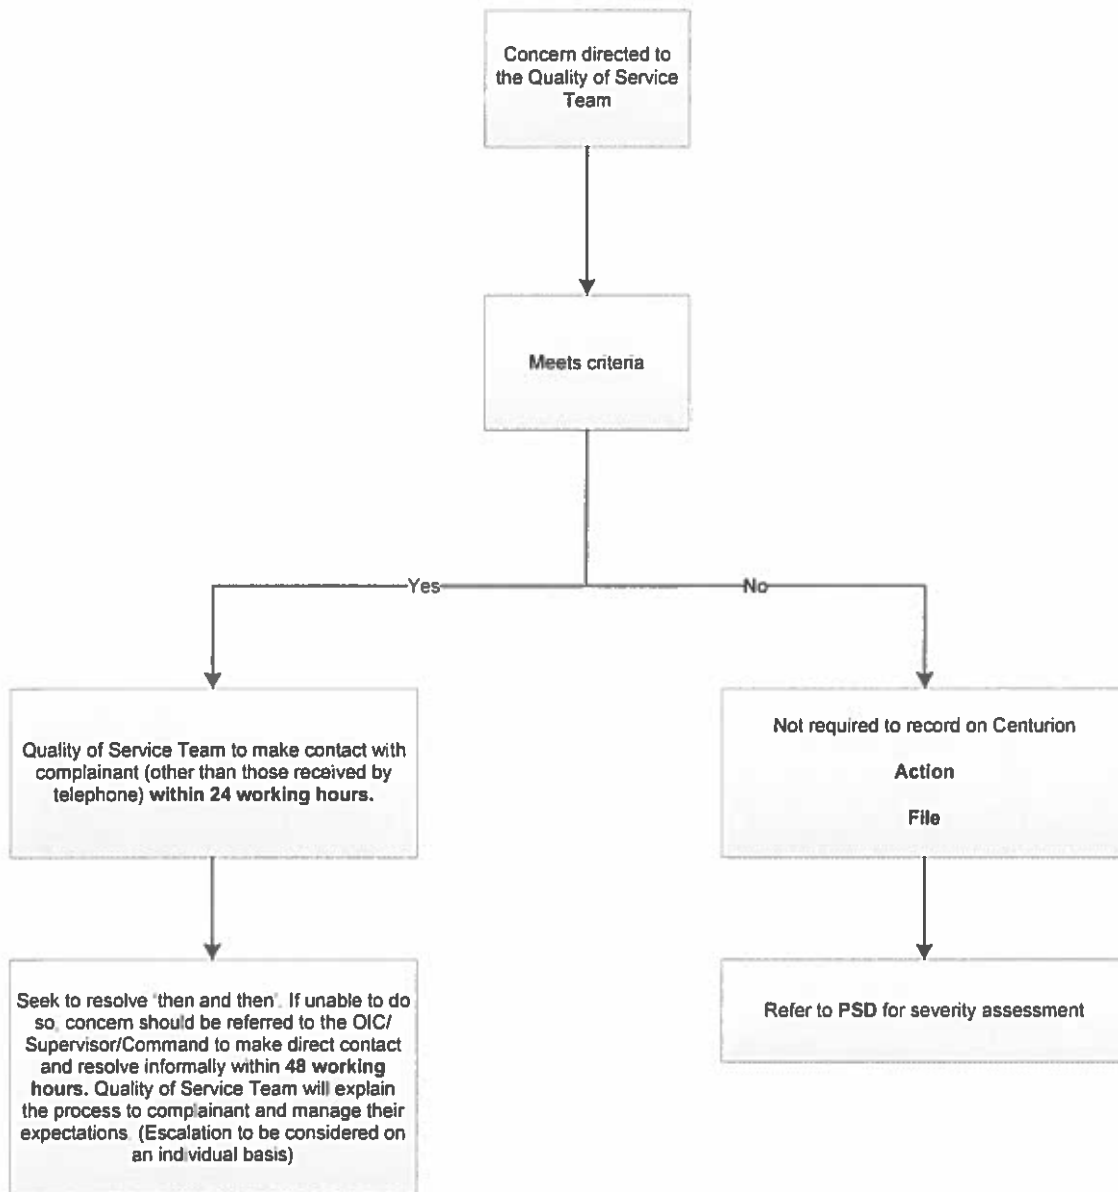 Concern directed to
the Quality of Service
Team
Meets criteria
Yes
No
Quality of Service Team to make contact with
complainant (other than those received by
telephone) within 24 working hours.
Not required to record on Centurion
Action
File
Seek to resolve 'then and then'. If unable to do
so, concern should be referred to the OIC/
Supervisor/Command to make direct contact
and resolve informally within 48 working
hours. Quality of Service Team will explain
the process to complainant and manage their
expectations. (Escalation to be considered on
an individual basis)
Refer to PSD for severity assessment